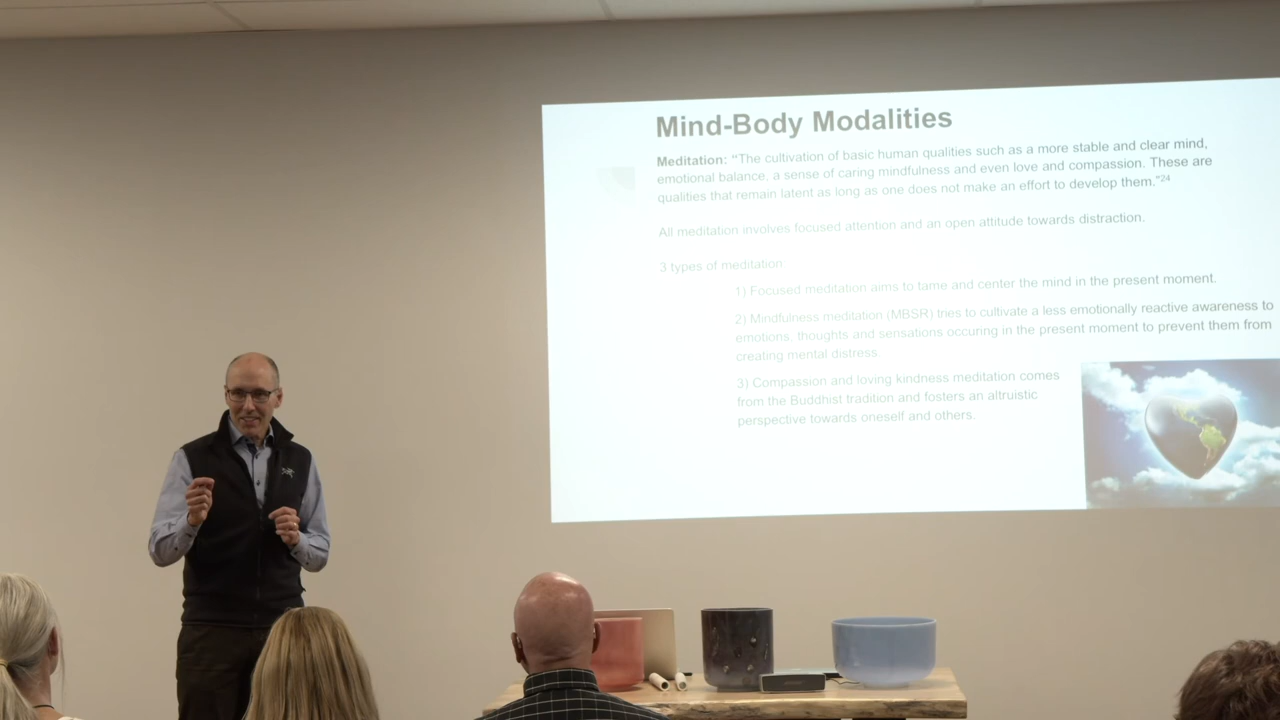 Mind-Body Modalities
Meditation: “The cultivation of basic human qualities such as a more stable and clear mind,
emotional balance, a sense of caring mindfulness and even love and compassion. These are
qualities that remain latent as long as one does not make an effort to develop them.”24
All meditation involves focused attention and an open attitude towards distraction.
3 types of meditation
1) Focused meditation aims to tame and center the mind in the present moment.
2) Mindfulness meditation (MBSR) tries to cultivate a less emotionally reactive awareness to
emotions, thoughts and sensations occuring in the present moment to prevent them from
creating mental distress
3) Compassion and loving kindness meditation comes
from the Buddhist tradition and fosters an altruistic
perspective towards oneself and others.